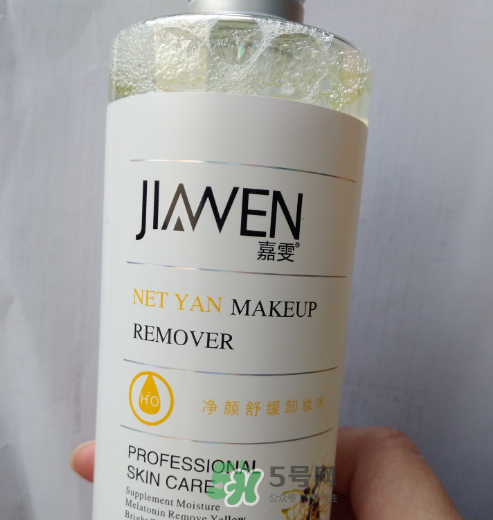 JIAWEN
嘉雯
NET YAN MAKEUP
REMOVER
H2O
净颜舒缓卸妆水
PROFESSIONAL
SKIN CARE
5号网
Supplement Moisture
Melatonin Remove Yellow